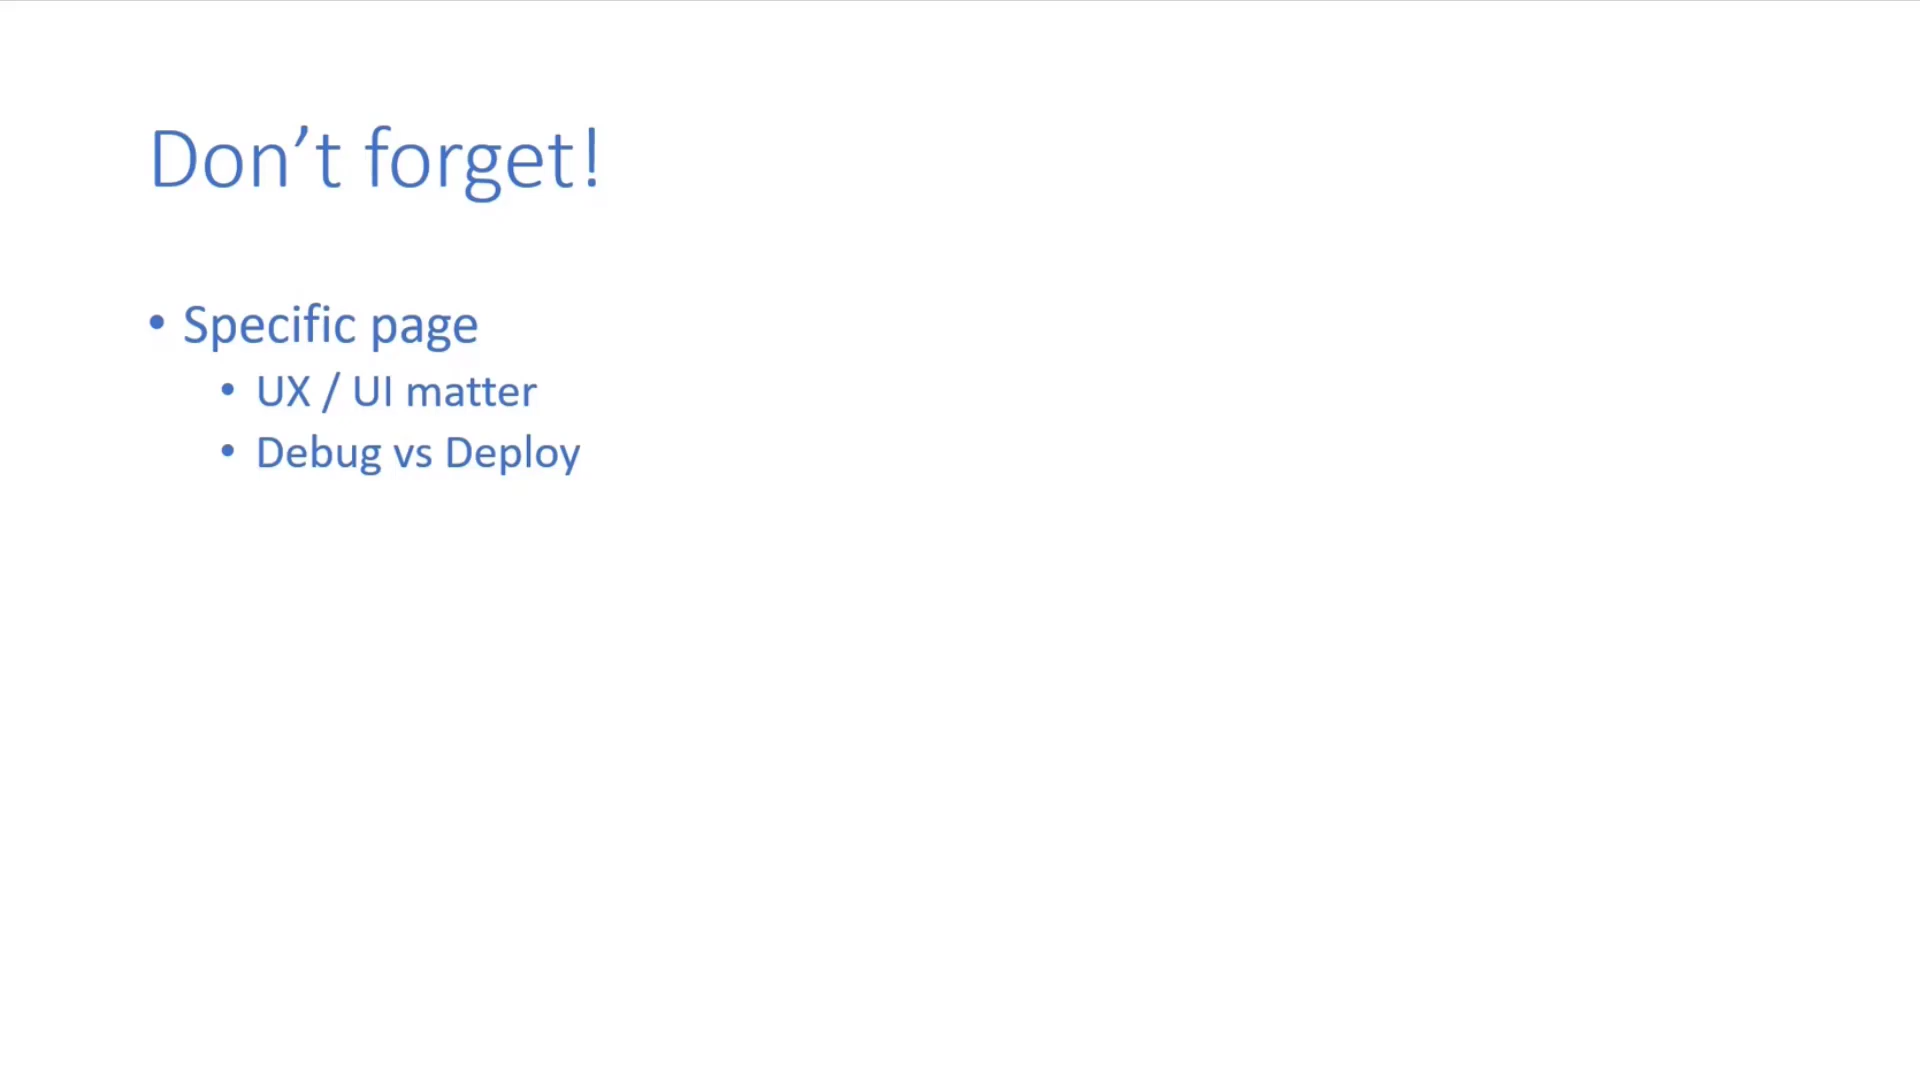 Don’t forget!
• Specific page
• UX / UI matter
• Debug vs Deploy